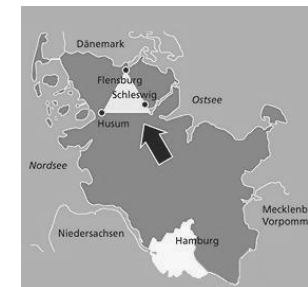 Dänemark
Flensburg
Schleswig
Ostsee
Husum
Nordsee
Mecklenb
Vorpomm
Niedersachsen
Hamburg